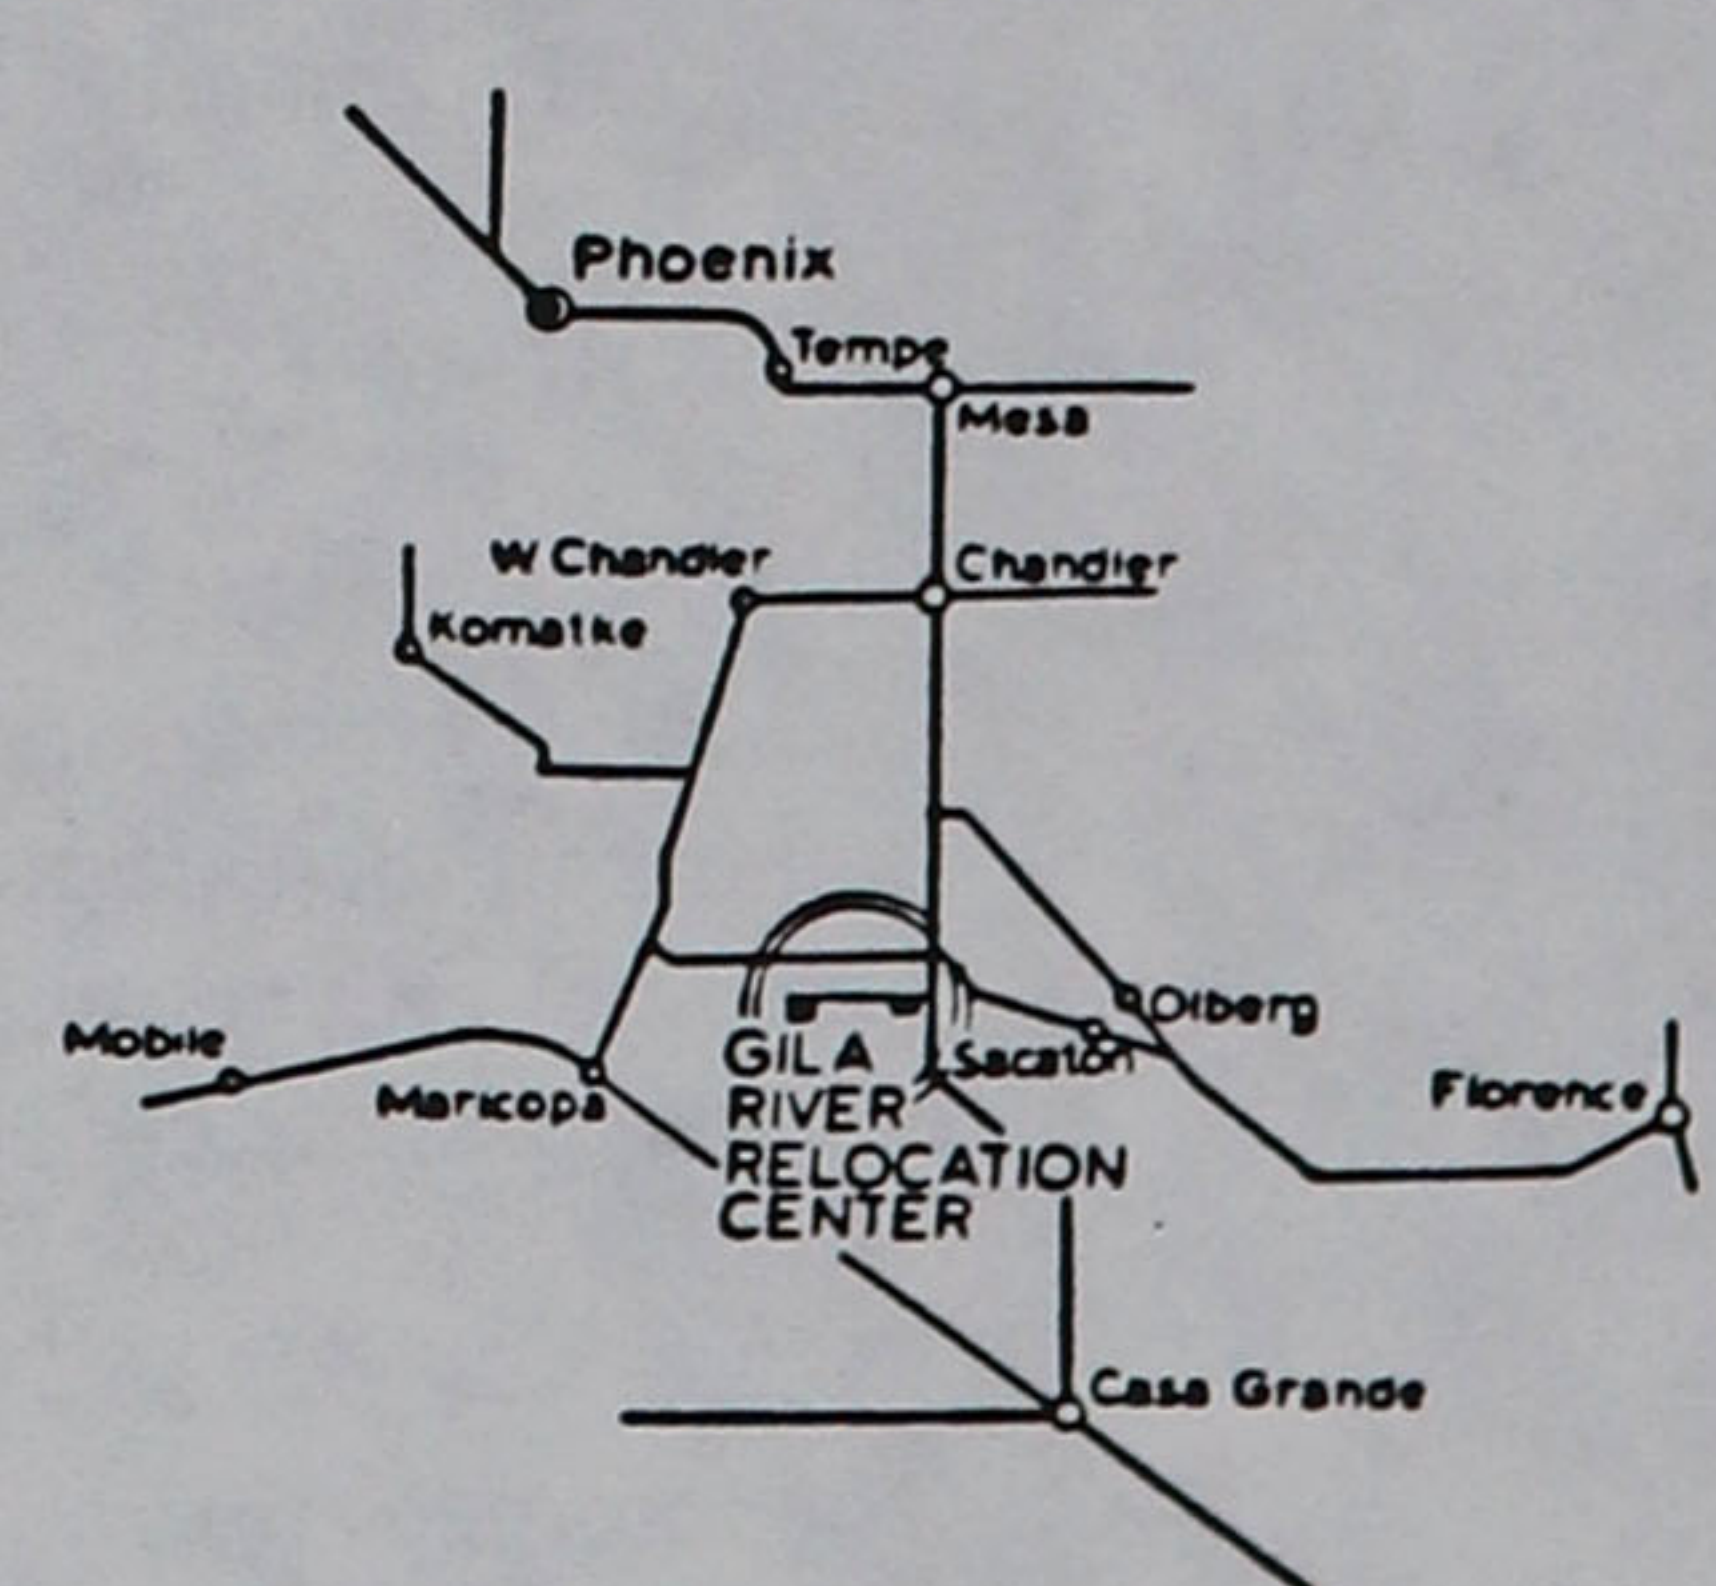 Phoenix
Tempe
Mesa
W Chandler
Chandler
Komatke
Olberg
Mobile
GILA
Sacaton
Maricopa
RIVER
Florence
RELOCATION
CENTER
Casa Grande